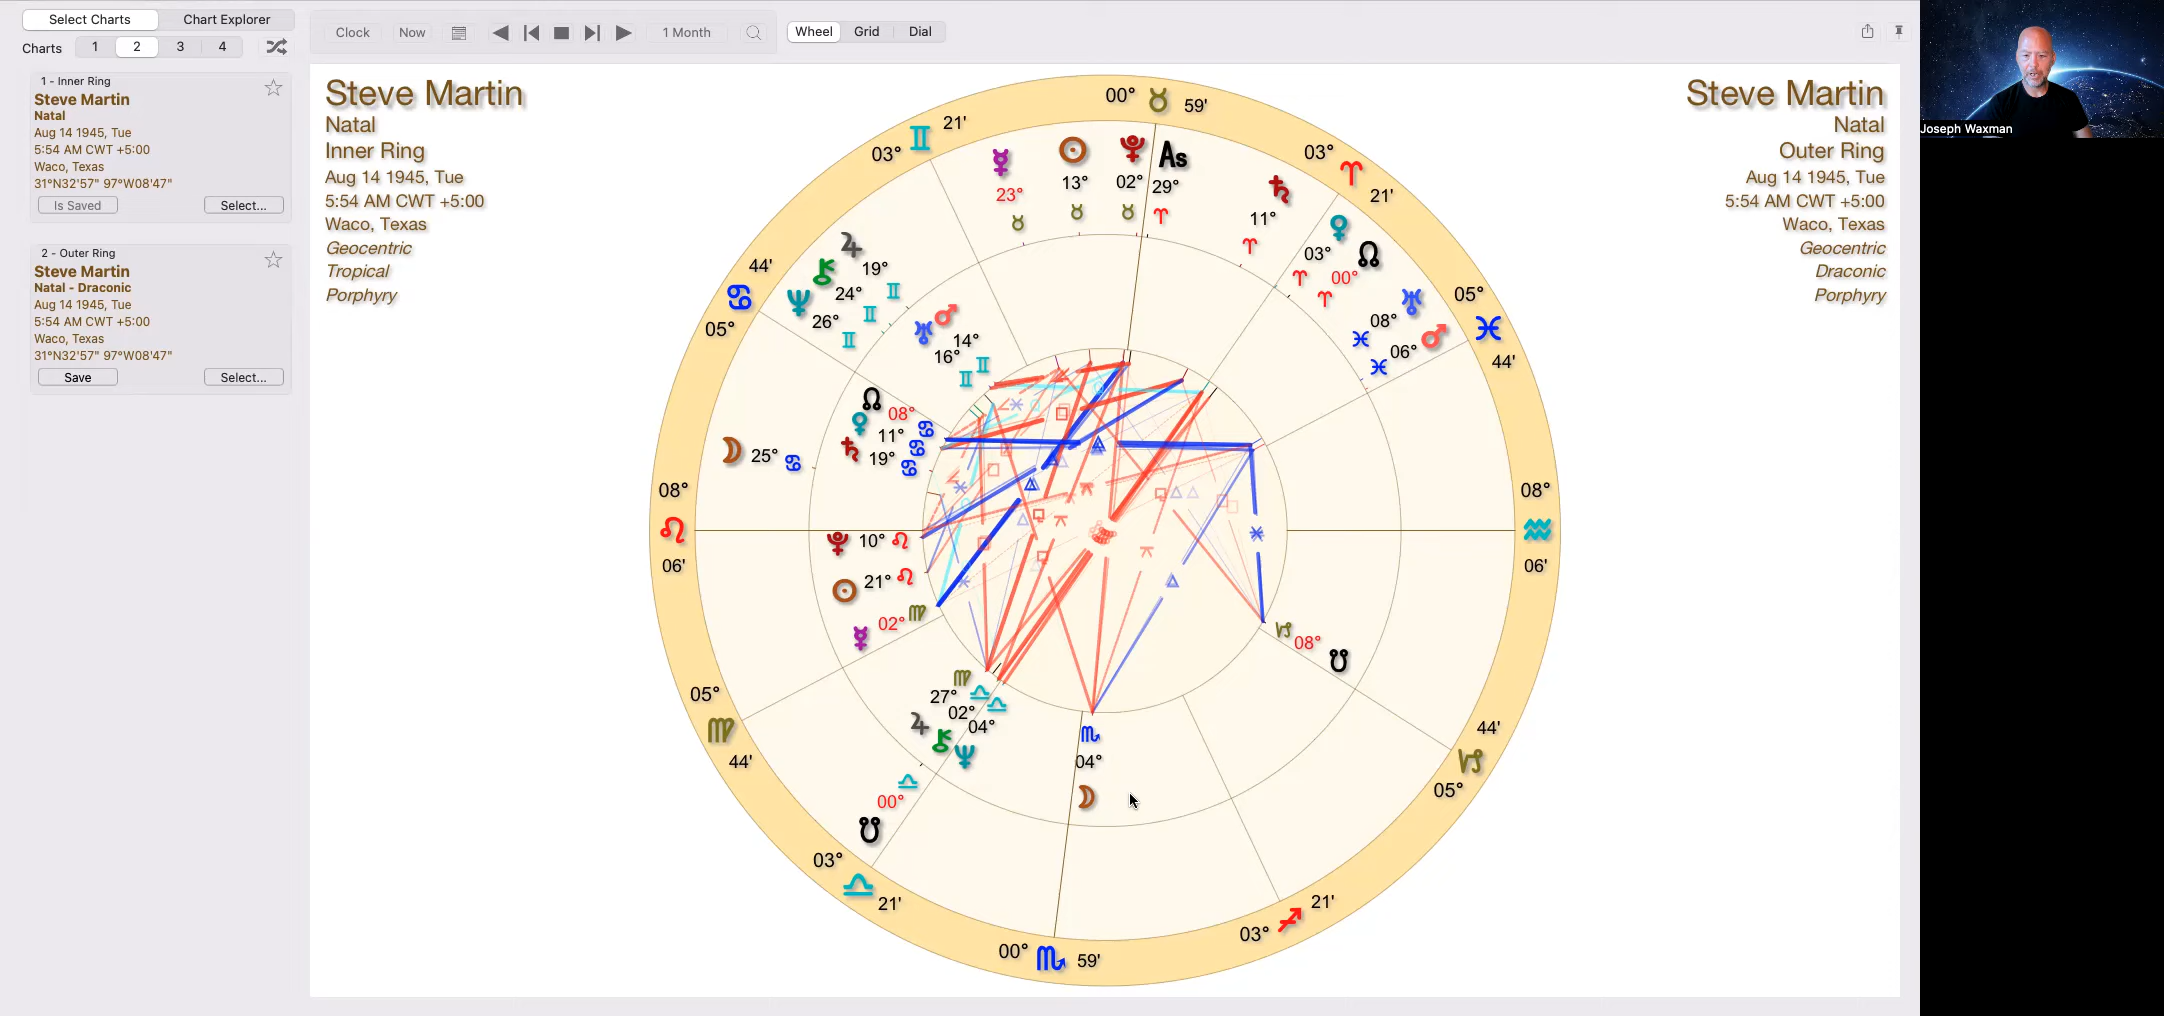 Select Charts
Chart Explorer
Charts 1 2 3 4
Clock Now 1 Month
Wheel Grid Dial
1 - Inner Ring
Steve Martin
Natal
Aug 14 1945, Tue
5:54 AM CWT +5:00
Waco, Texas
31°N32'57" 97°W08'47"
Is Saved
Select...
2 - Outer Ring
Steve Martin
Natal - Draconic
Aug 14 1945, Tue
5:54 AM CWT +5:00
Waco, Texas
31°N32'57" 97°W08'47"
Save
Select...
Steve Martin
Natal
Inner Ring
Aug 14 1945, Tue
5:54 AM CWT +5:00
Waco, Texas
Geocentric
Tropical
Porphyry
Steve Martin
Natal
Outer Ring
Aug 14 1945, Tue
5:54 AM CWT +5:00
Waco, Texas
Geocentric
Draconic
Porphyry
Joseph Waxman
00° ♉ 59'
03° ♊ 21'
03° ♈ 21'
44' ♋ 05°
05° ♓ 44'
08° ♌ 06'
08° ♒ 06'
05° ♍ 44'
44' ♑ 05°
03° ♎ 21'
03° ♐ 21'
00° ♏ 59'
☿ 23° ♉
☉ 13° ♉
♇ 02° ♉
As 29° ♈
♄ 11° ♈
♀ 03° ♈
☊ 00° ♈
♅ 08° ♓
♂ 06° ♓
♃ 19° ♊
⚷ 24° ♊
♆ 26° ♊
♂ 14° ♊
♅ 16° ♊
☊ 08° ♋
♀ 11° ♋
♄ 19° ♋
☽ 25° ♋
♇ 10° ♌
☉ 21° ♌
☿ 02° ♍
♃ 27° ♍
⚷ 02° ♎
♆ 04° ♎
☋ 00° ♎
♏ 04° ☽
♑ 08° ☋